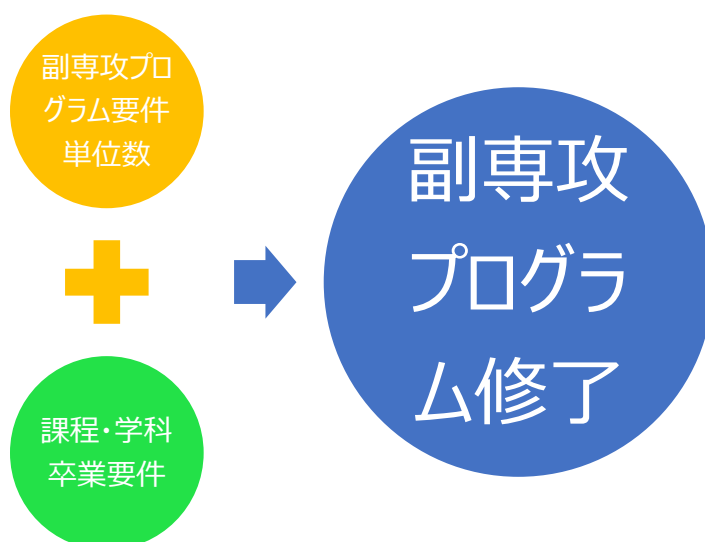 副専攻プロ
グラム要件
単位数
課程・学科
卒業要件
副専攻
プログラ
ム修了